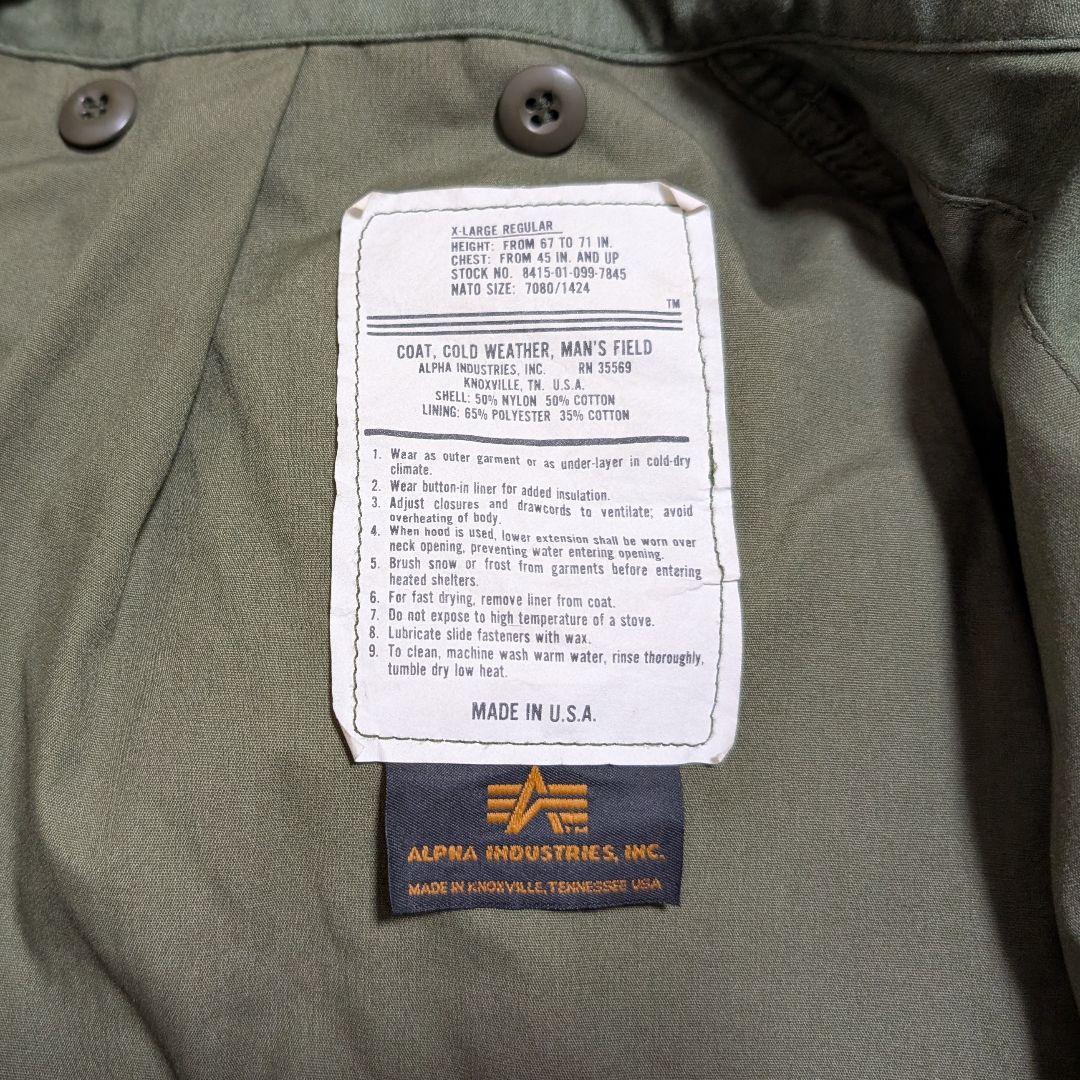 X-LARGE REGULAR
HEIGHT: FROM 67 TO 71 IN.
CHEST: FROM 45 IN. AND UP
STOCK NO. 8415-01-099-7845
NATO SIZE: 7080/1424
TM
COAT, COLD WEATHER, MAN'S FIELD
ALPHA INDUSTRIES, INC. RN 35569
KNOXVILLE, TN. U.S.A.
SHELL: 50% NYLON 50% COTTON
LINING: 65% POLYESTER 35% COTTON
1. Wear as outer garment or as under-layer in cold-dry
climate.
2. Wear button-in liner for added insulation.
3. Adjust closures and drawcords to ventilate; avoid
overheating of body.
4. When hood is used, lower extension shall be worn over
neck opening, preventing water entering opening.
5. Brush snow or frost from garments before entering
heated shelters.
6. For fast drying, remove liner from coat.
7. Do not expose to high temperature of a stove.
8. Lubricate slide fasteners with wax.
9. To clean, machine wash warm water, rinse thoroughly,
tumble dry low heat.
MADE IN U.S.A.
TM
ALPHA INDUSTRIES, INC.
MADE IN KNOXVILLE, TENNESSEE USA